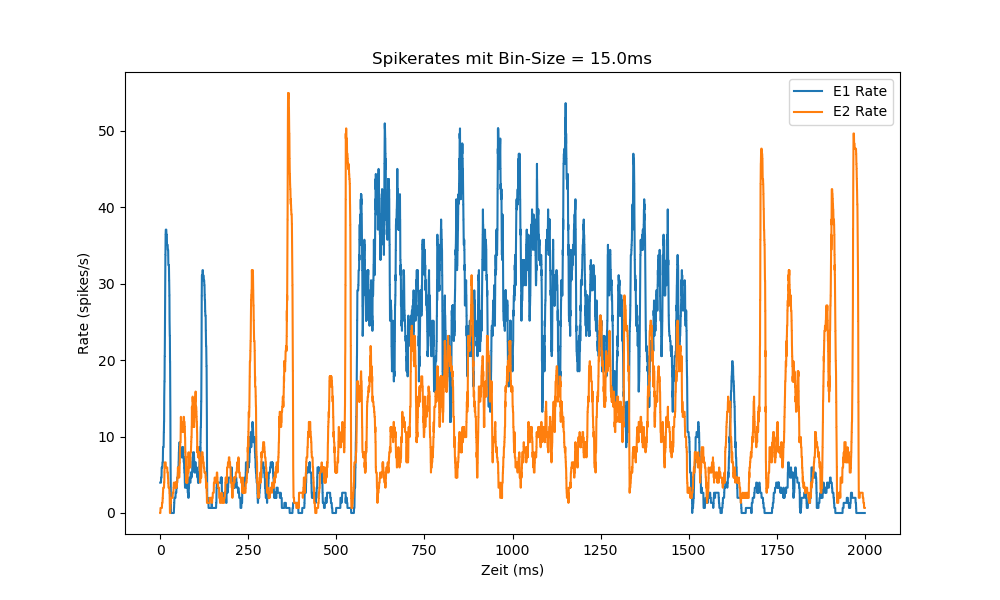 Spikerates mit Bin-Size = 15.0ms
E1 Rate
E2 Rate
Rate (spikes/s)
50
40
30
20
10
0
0 250 500 750 1000 1250 1500 1750 2000
Zeit (ms)